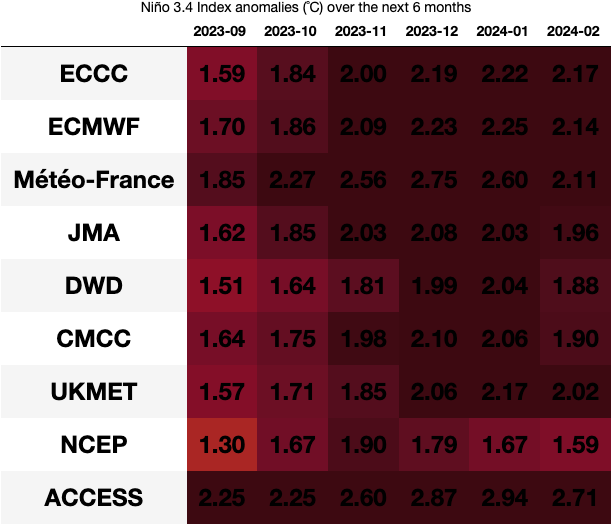 Niño 3.4 Index anomalies (℃) over the next 6 months
2023-09 2023-10 2023-11 2023-12 2024-01 2024-02
ECCC 1.59 1.84 2.00 2.19 2.22 2.17
ECMWF 1.70 1.86 2.09 2.23 2.25 2.14
Météo-France 1.85 2.27 2.56 2.75 2.60 2.11
JMA 1.62 1.85 2.03 2.08 2.03 1.96
DWD 1.51 1.64 1.81 1.99 2.04 1.88
CMCC 1.64 1.75 1.98 2.10 2.06 1.90
UKMET 1.57 1.71 1.85 2.06 2.17 2.02
NCEP 1.30 1.67 1.90 1.79 1.67 1.59
ACCESS 2.25 2.25 2.60 2.87 2.94 2.71